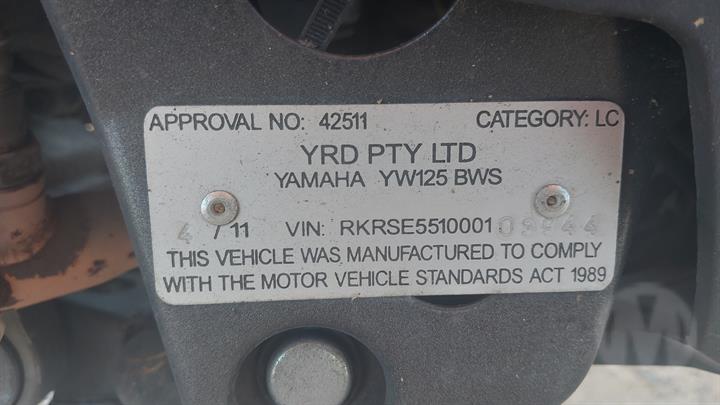 APPROVAL NO: 42511 CATEGORY: LC
YRD PTY LTD
YAMAHA YW125 BWS
4 / 11 VIN:
THIS VEHICLE WAS MANUFACTURED TO COMPLY
WITH THE MOTOR VEHICLE STANDARDS ACT 1989